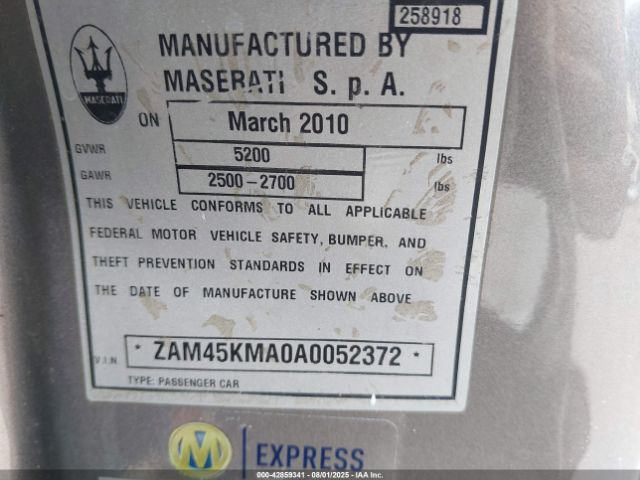 258918
MANUFACTURED BY
MASERATI S. p. A.
MASERATI
ON March 2010
GVWR 5200 lbs
GAWR 2500-2700 lbs
THIS VEHICLE CONFORMS TO ALL APPLICABLE
FEDERAL MOTOR VEHICLE SAFETY, BUMPER, AND
THEFT PREVENTION STANDARDS IN EFFECT ON
THE DATE OF MANUFACTURE SHOWN ABOVE
V.I.N. * ZAM45KMA0A0052372 *
TYPE: PASSENGER CAR
M EXPRESS
000-42859341 - 08/01/2025 - IAA Inc.